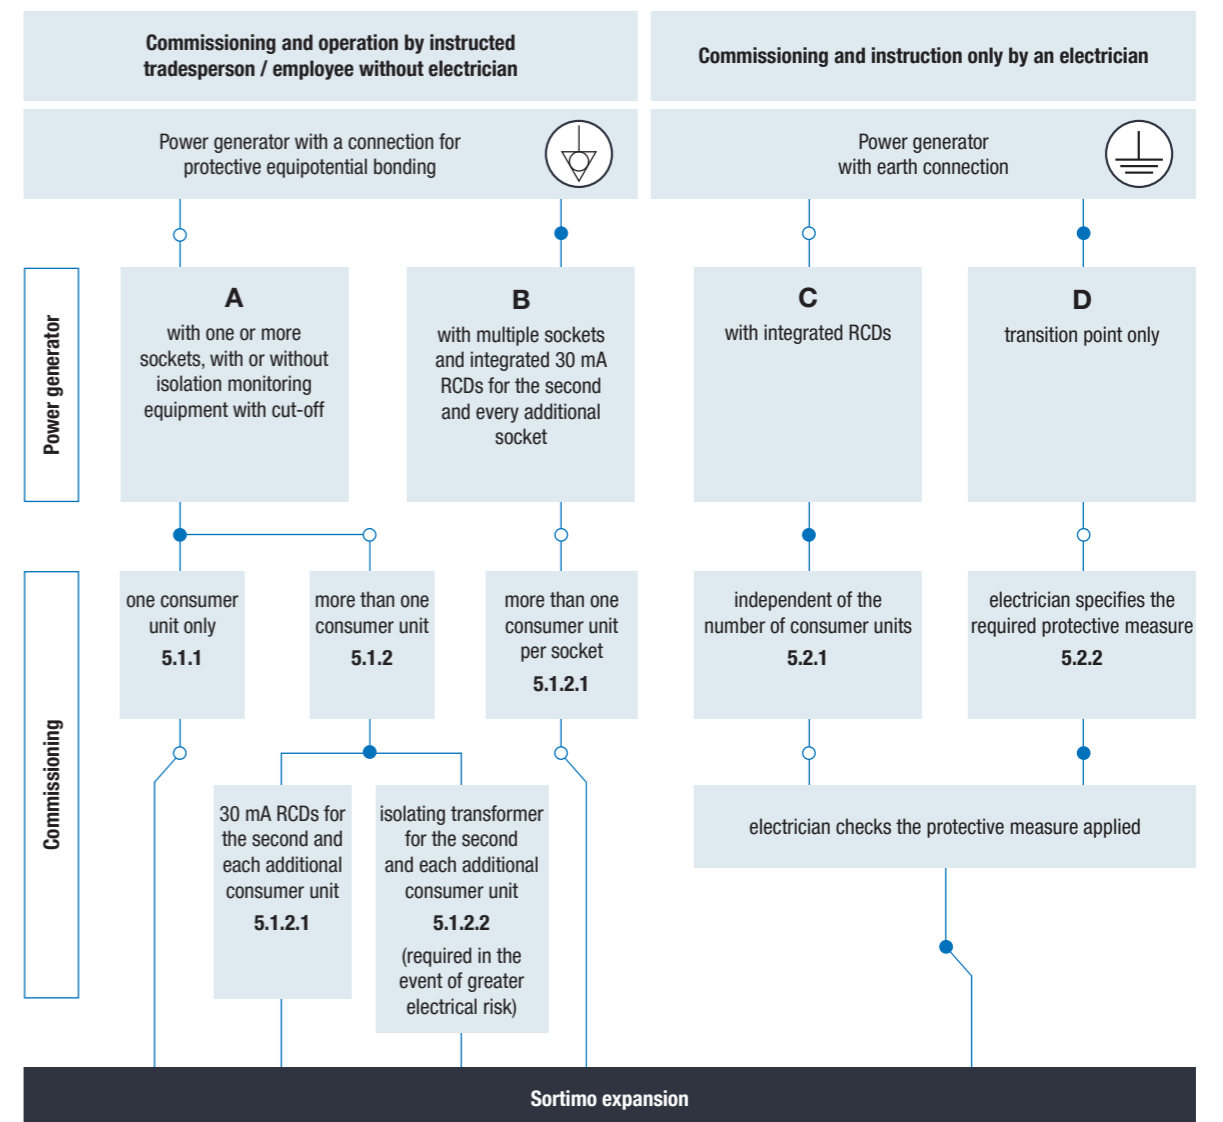 Commissioning and operation by instructed
tradesperson / employee without electrician
Commissioning and instruction only by an electrician
Power generator with a connection for
protective equipotential bonding
Power generator
with earth connection
Power generator
A
with one or more
sockets, with or without
isolation monitoring
equipment with cut-off
B
with multiple sockets
and integrated 30 mA
RCDs for the second
and every additional
socket
C
with integrated RCDs
D
transition point only
Commissioning
one consumer
unit only
5.1.1
more than one
consumer unit
5.1.2
more than one
consumer unit
per socket
5.1.2.1
independent of the
number of consumer units
5.2.1
electrician specifies the
required protective measure
5.2.2
30 mA RCDs for
the second and
each additional
consumer unit
5.1.2.1
isolating transformer
for the second
and each additional
consumer unit
5.1.2.2
(required in the
event of greater
electrical risk)
electrician checks the protective measure applied
Sortimo expansion